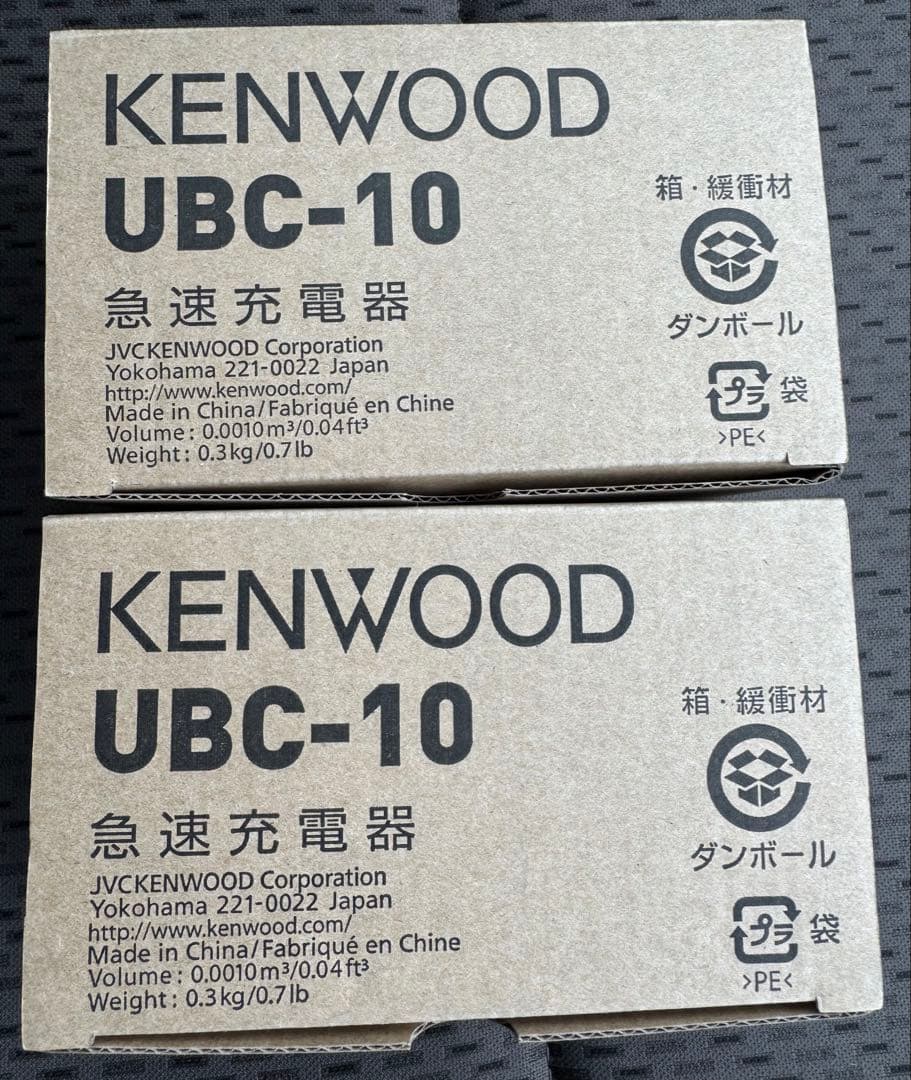 KENWOOD
UBC-10
急速充電器
JVCKENWOOD Corporation
Yokohama 221-0022 Japan
http://www.kenwood.com/
Made in China/Fabriqué en Chine
Volume: 0.0010m³/0.04ft³
Weight: 0.3kg/0.7lb
箱・緩衝材
ダンボール
プラ 袋
>PE<
KENWOOD
UBC-10
急速充電器
JVCKENWOOD Corporation
Yokohama 221-0022 Japan
http://www.kenwood.com/
Made in China/Fabriqué en Chine
Volume: 0.0010m³/0.04ft³
Weight: 0.3kg/0.7lb
箱・緩衝材
ダンボール
プラ 袋
>PE<